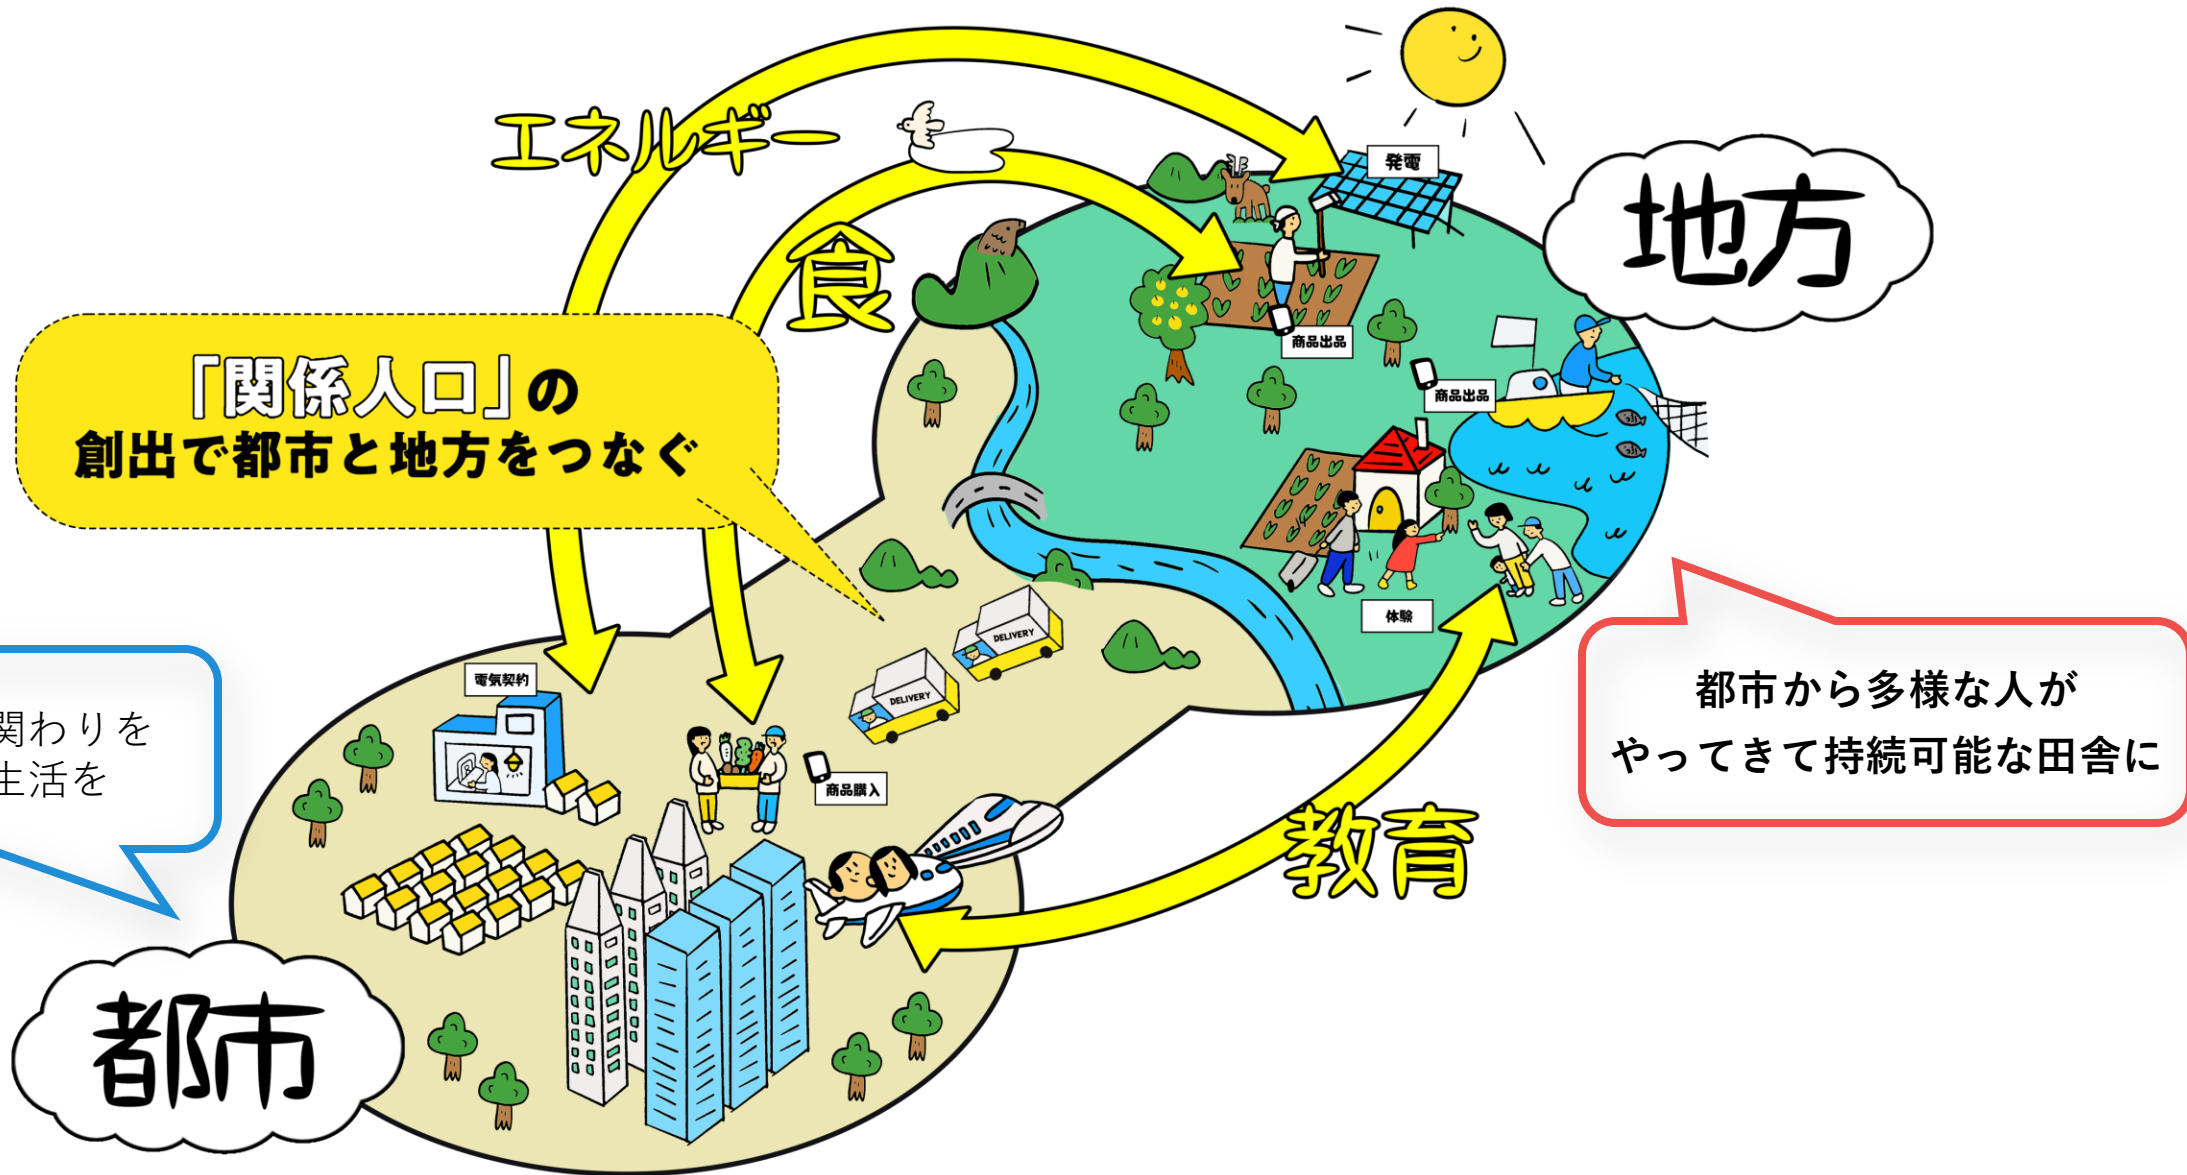 エネルギー
発電
地方
食
「関係人口」の
創出で都市と地方をつなぐ
商品出品
商品出品
体験
DELIVERY
DELIVERY
電気契約
関わりを
生活を
商品購入
都市から多様な人が
やってきて持続可能な田舎に
教育
都市